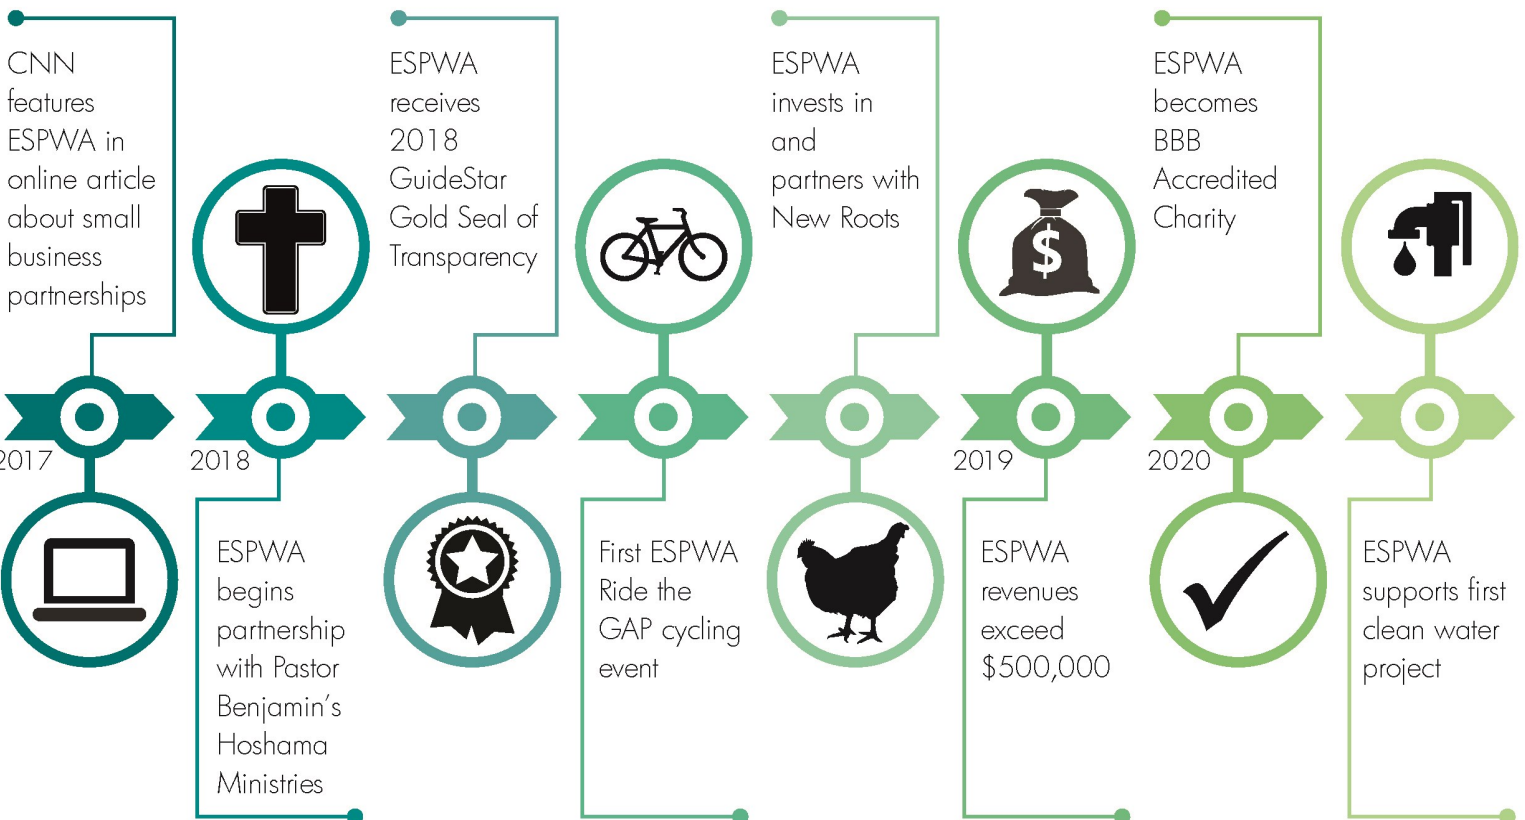 CNN
features
ESPWA in
online article
about small
business
partnerships
2017
2018
ESPWA
begins
partnership
with Pastor
Benjamin's
Hoshama
Ministries
ESPWA
receives
2018
GuideStar
Gold Seal of
Transparency
First ESPWA
Ride the
GAP cycling
event
ESPWA
invests in
and
partners with
New Roots
$
2019
ESPWA
revenues
exceed
$500,000
ESPWA
becomes
BBB
Accredited
Charity
2020
ESPWA
supports first
clean water
project